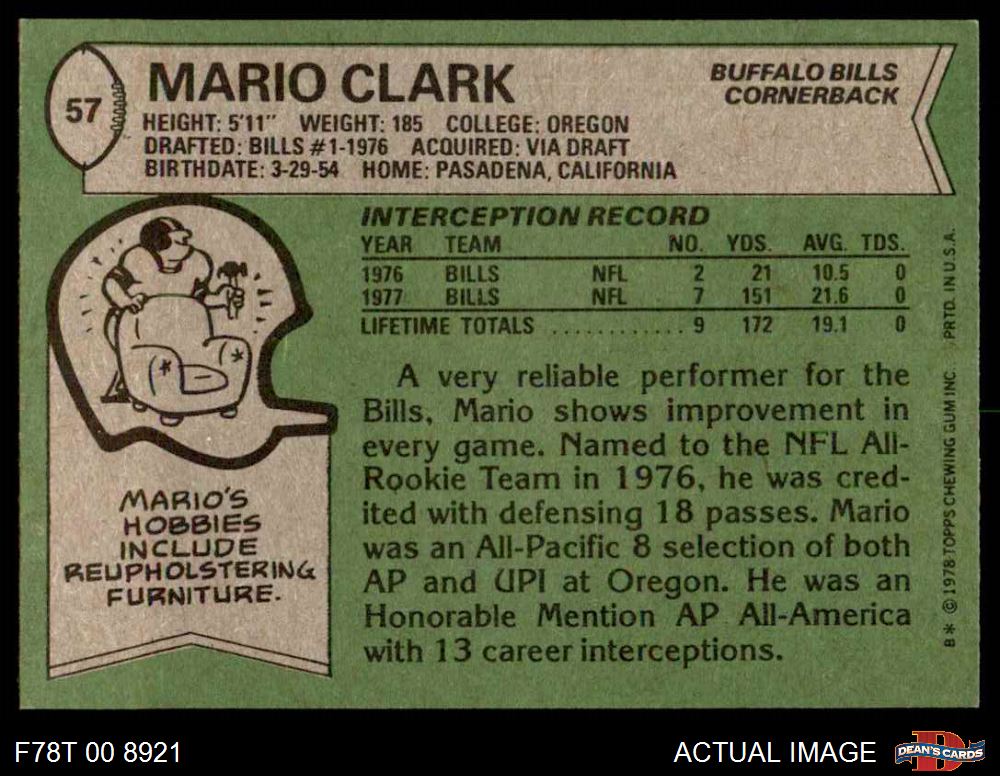 57
MARIO CLARK
BUFFALO BILLS
CORNERBACK
HEIGHT: 5'11" WEIGHT: 185 COLLEGE: OREGON
DRAFTED: BILLS #1-1976 ACQUIRED: VIA DRAFT
BIRTHDATE: 3-29-54 HOME: PASADENA, CALIFORNIA
INTERCEPTION RECORD
YEAR TEAM NO. YDS. AVG. TDS.
1976 BILLS NFL 2 21 10.5 0
1977 BILLS NFL 7 151 21.6 0
LIFETIME TOTALS ............ 9 172 19.1 0
A very reliable performer for the
Bills, Mario shows improvement in
every game. Named to the NFL All-
Rookie Team in 1976, he was cred-
ited with defensing 18 passes. Mario
was an All-Pacific 8 selection of both
AP and UPI at Oregon. He was an
Honorable Mention AP All-America
with 13 career interceptions.
MARIO'S
HOBBIES
INCLUDE
REUPHOLSTERING
FURNITURE.
B* © 1978 TOPPS CHEWING GUM INC. PRTD. IN U.S.A.
F78T 00 8921
ACTUAL IMAGE
DEAN'S CARDS